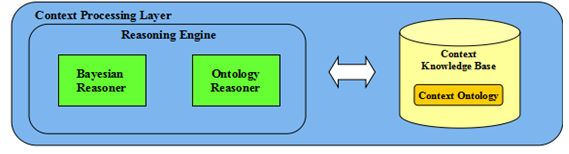 Context Processing Layer
Reasoning Engine
Bayesian
Reasoner
Ontology
Reasoner
Context
Knowledge Base
Context Ontology